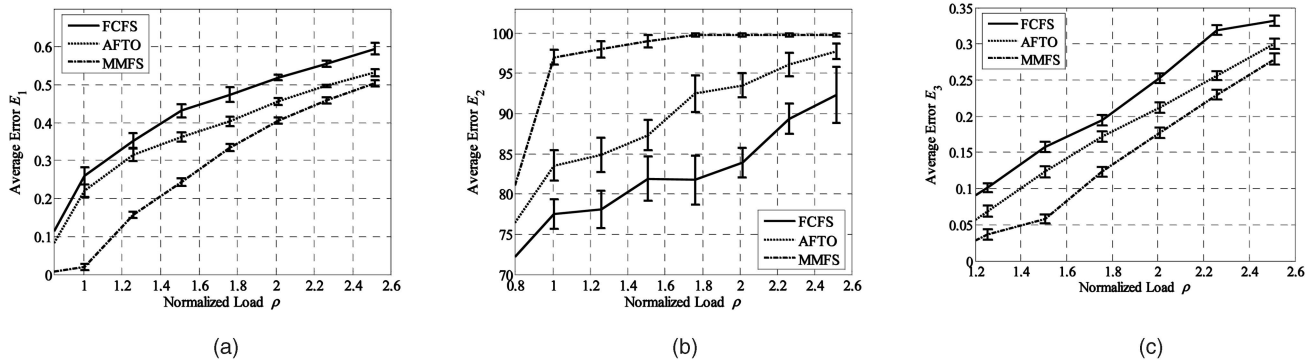 FCFS
AFTO
MMFS
0.6
0.5
0.4
0.3
0.2
0.1
0
Average Error E1
1 1.2 1.4 1.6 1.8 2 2.2 2.4 2.6
Normalized Load ρ
(a)
100
95
90
85
80
75
70
Average Error E2
FCFS
AFTO
MMFS
0.8 1 1.2 1.4 1.6 1.8 2 2.2 2.4 2.6
Normalized Load ρ
(b)
0.35
0.3
0.25
0.2
0.15
0.1
0.05
0
Average Error E3
FCFS
AFTO
MMFS
1.2 1.4 1.6 1.8 2 2.2 2.4 2.6
Normalized Load ρ
(c)